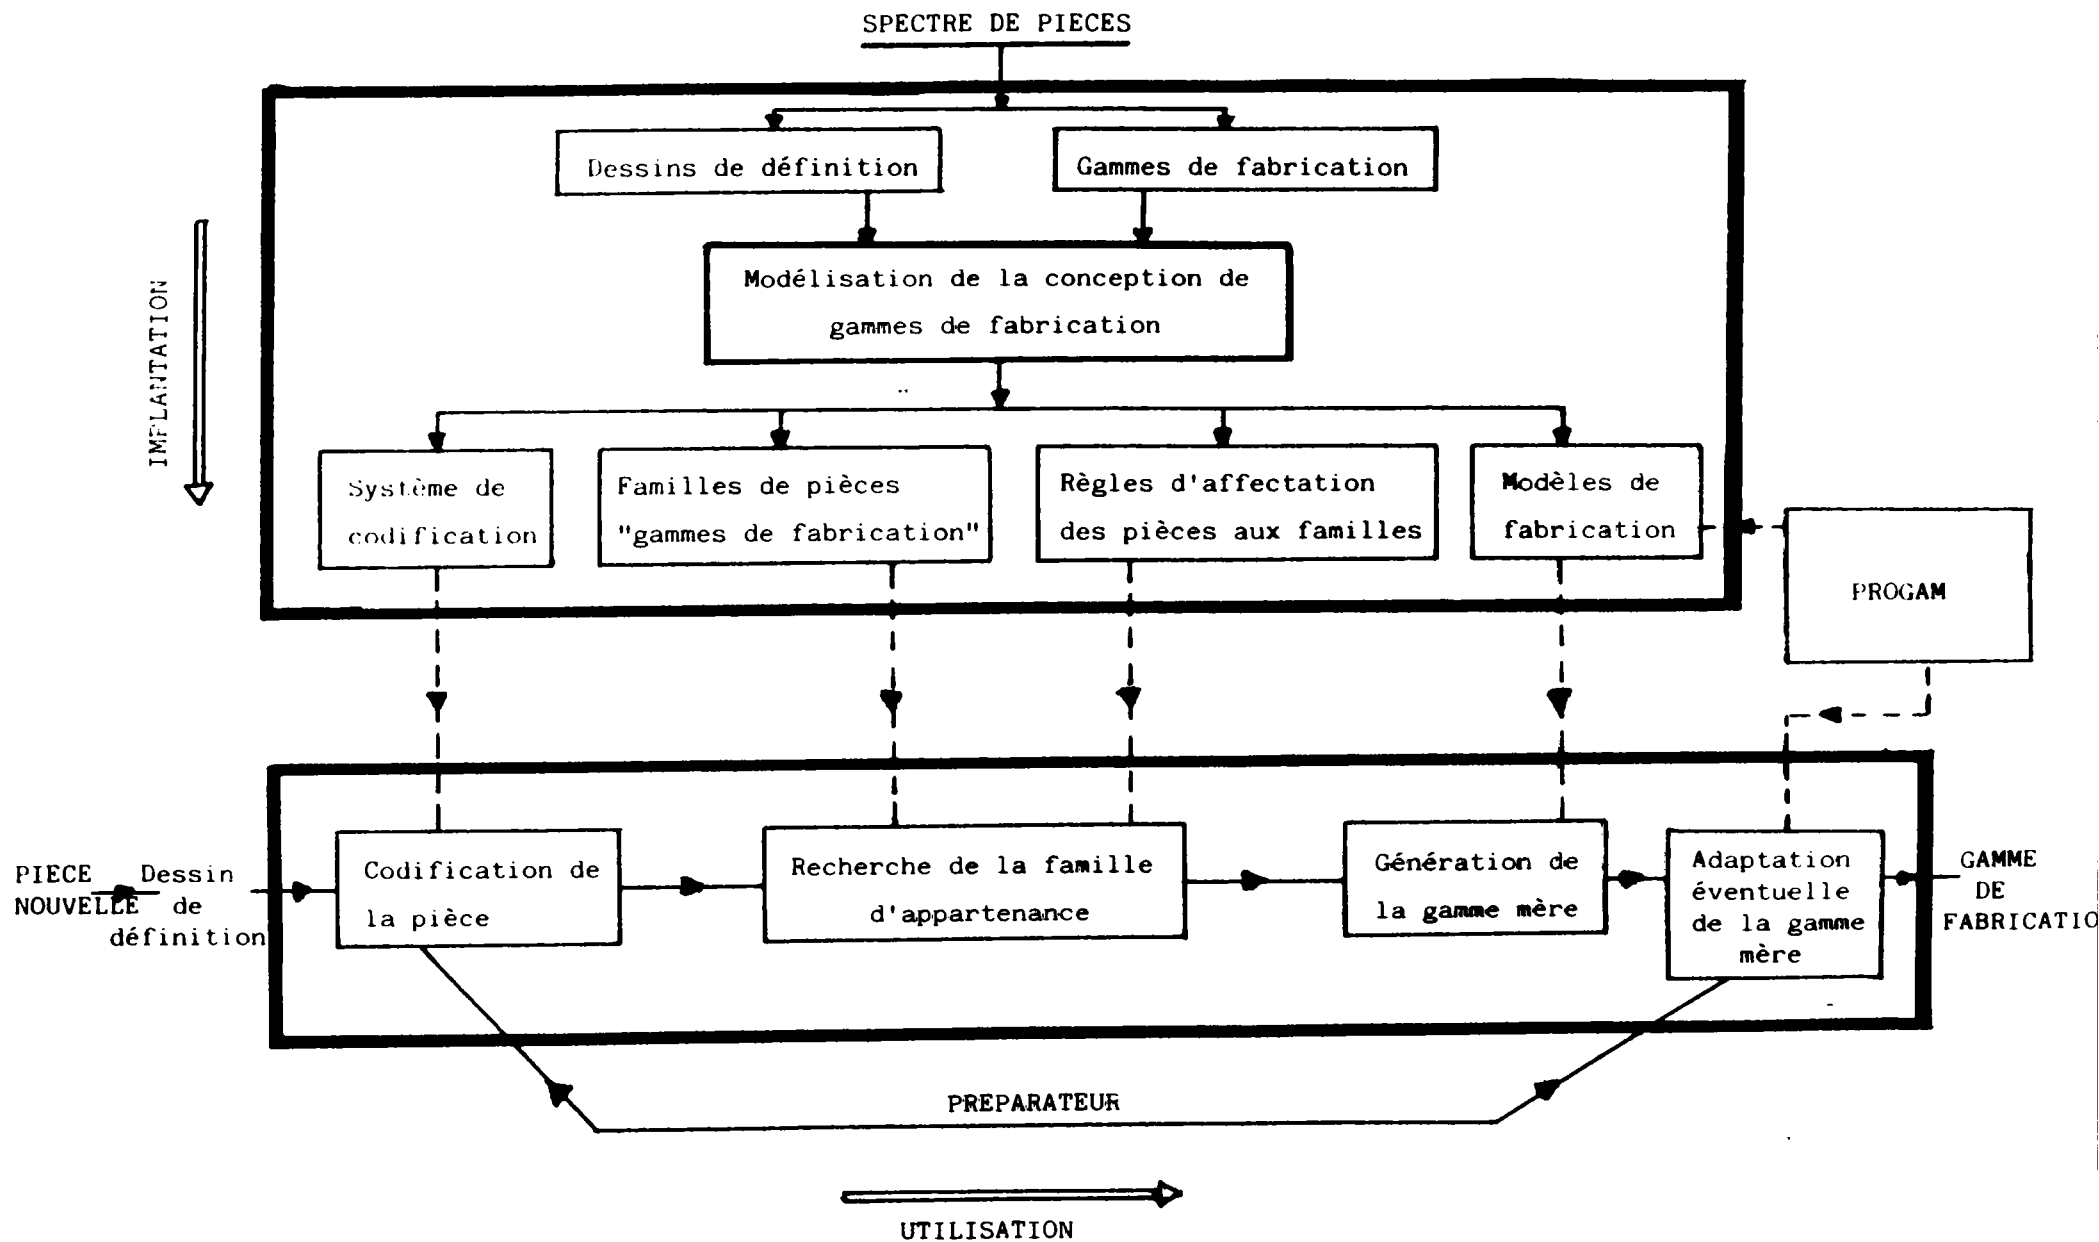 SPECTRE DE PIECES
Dessins de définition
Gammes de fabrication
Modélisation de la conception de
gammes de fabrication
IMPLANTATION
Système de
codification
Familles de pièces
"gammes de fabrication"
Règles d'affectation
des pièces aux familles
Modèles de
fabrication
PROGAM
PIECE
NOUVELLE
Dessin
de
définition
Codification de
la pièce
Recherche de la famille
d'appartenance
Génération de
la gamme mère
Adaptation
éventuelle
de la gamme
mère
GAMME
DE
FABRICATIO
PREPARATEUR
UTILISATION